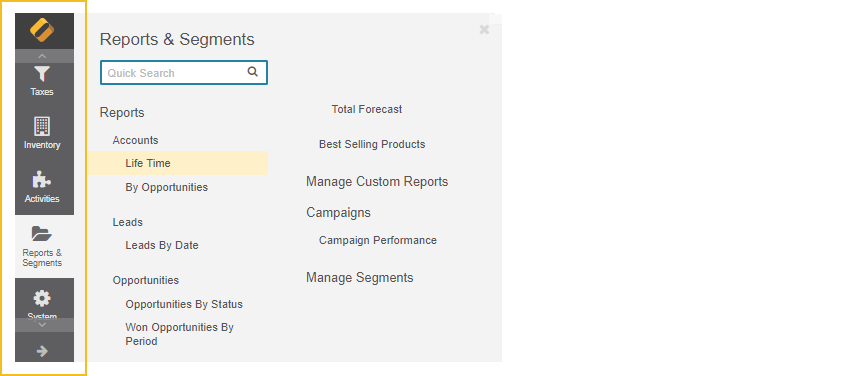 Taxes
Inventory
Activities
Reports &
Segments
System
Reports & Segments
Quick Search
Reports
Accounts
Life Time
By Opportunities
Leads
Leads By Date
Opportunities
Opportunities By Status
Won Opportunities By
Period
Total Forecast
Best Selling Products
Manage Custom Reports
Campaigns
Campaign Performance
Manage Segments